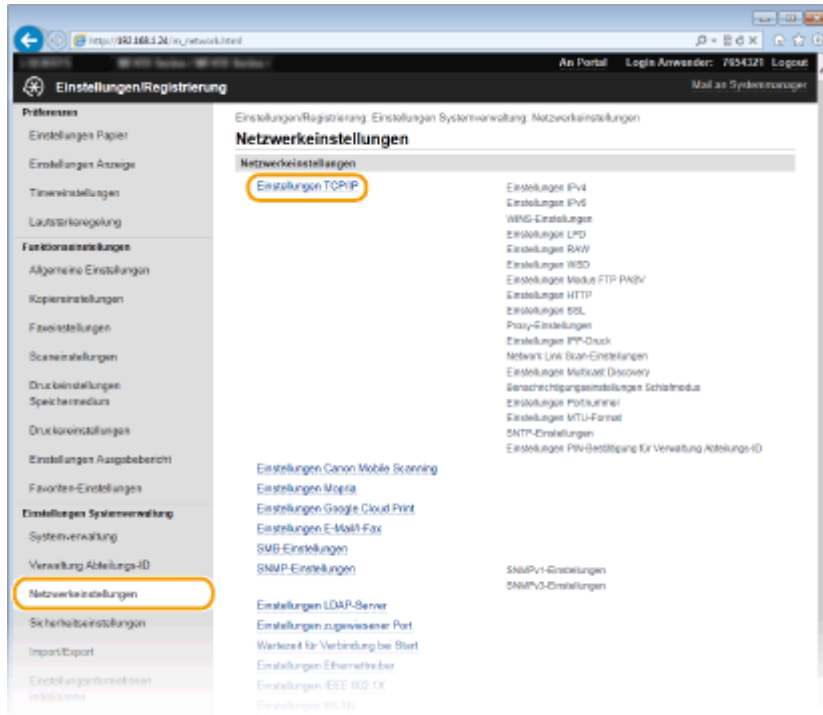 http://192.168.1.24/m_network.html
An Portal Login Anwender: 7654321 Logout
Einstellungen/Registrierung
Mail an Systemmanager
Präferenzen
Einstellungen Papier
Einstellungen Anzeige
Timereinstellungen
Lautstärkeregelung
Funktionseinstellungen
Allgemeine Einstellungen
Kopiereinstellungen
Faxeinstellungen
Scaneinstellungen
Druckeinstellungen
Speichermedium
Druckereinstellungen
Einstellungen Ausgabebericht
Favoriten-Einstellungen
Einstellungen Systemverwaltung
Systemverwaltung
Verwaltung Abteilungs-ID
Netzwerkeinstellungen
Sicherheitseinstellungen
Import/Export
Einstellungsinformationen
initialisieren
Einstellungen/Registrierung: Einstellungen Systemverwaltung: Netzwerkeinstellungen
Netzwerkeinstellungen
Netzwerkeinstellungen
Einstellungen TCP/IP
Einstellungen IPv4
Einstellungen IPv6
WINS-Einstellungen
Einstellungen LPD
Einstellungen RAW
Einstellungen WSD
Einstellungen Modus FTP PASV
Einstellungen HTTP
Einstellungen SSL
Proxy-Einstellungen
Einstellungen IPP-Druck
Network Link Scan-Einstellungen
Einstellungen Multicast Discovery
Benachrichtigungseinstellungen Schlafmodus
Einstellungen Portnummer
Einstellungen MTU-Format
SNTP-Einstellungen
Einstellungen PIN-Bestätigung für Verwaltung Abteilungs-ID
Einstellungen Canon Mobile Scanning
Einstellungen Mopria
Einstellungen Google Cloud Print
Einstellungen E-Mail/I-Fax
SMB-Einstellungen
SNMP-Einstellungen
SNMPv1-Einstellungen
SNMPv3-Einstellungen
Einstellungen LDAP-Server
Einstellungen zugewiesener Port
Wartezeit für Verbindung bei Start
Einstellungen Ethernettreiber
Einstellungen IEEE 802.1X
Einstellungen WLAN